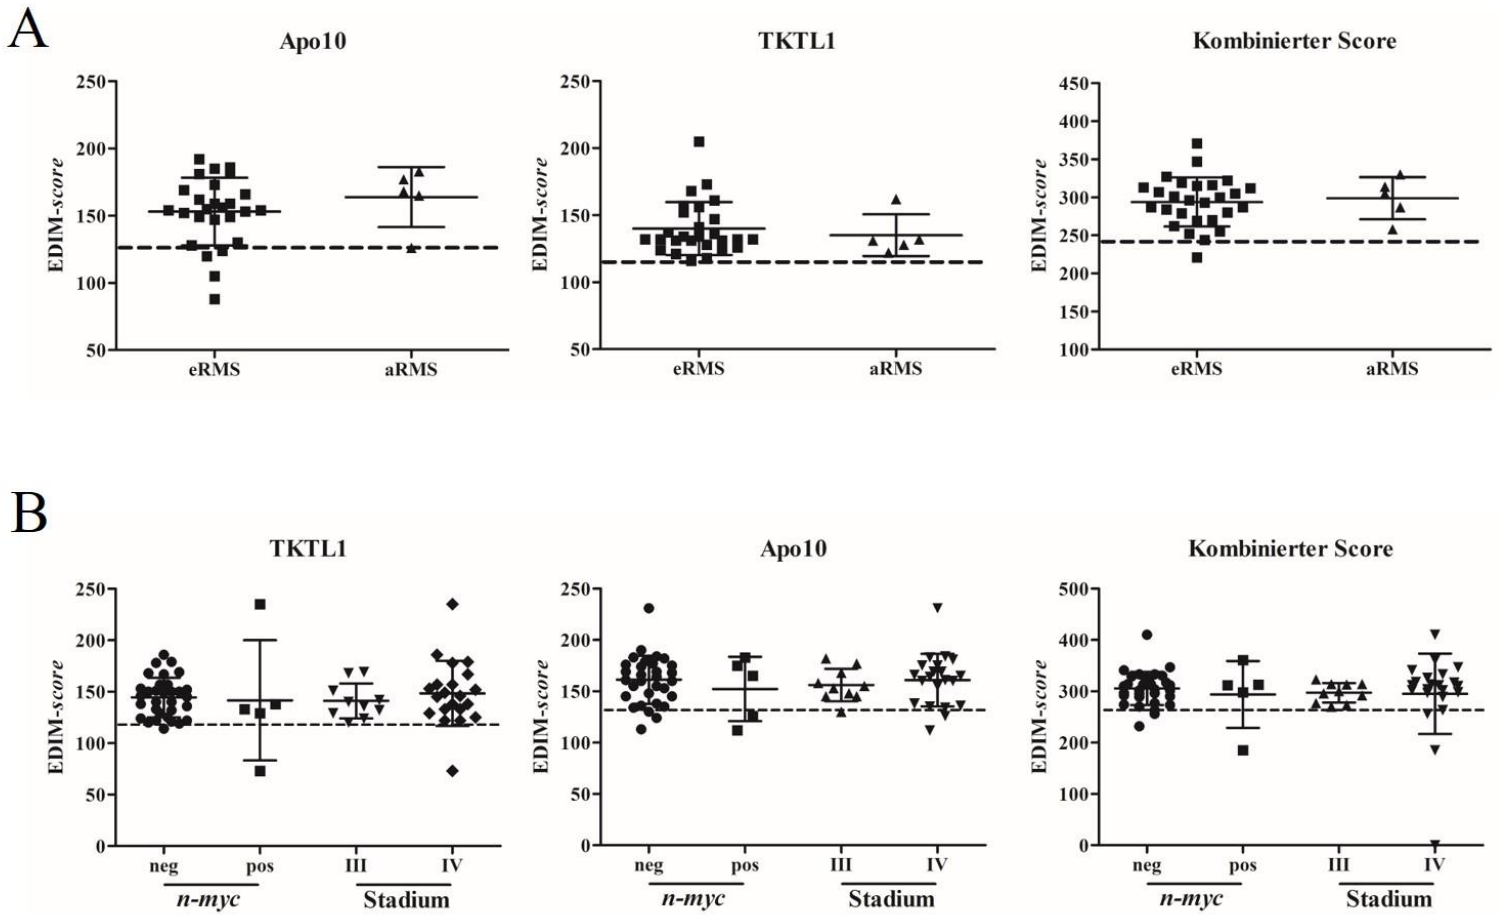 A
Apo10
TKTL1
Kombinierter Score
EDIM-score
250
200
150
100
50
eRMS
aRMS
EDIM-score
250
200
150
100
50
eRMS
aRMS
EDIM-score
450
400
350
300
250
200
150
100
eRMS
aRMS
B
TKTL1
Apo10
Kombinierter Score
EDIM-score
250
200
150
100
50
0
neg
pos
III
IV
n-myc
Stadium
EDIM-score
250
200
150
100
50
0
neg
pos
III
IV
n-myc
Stadium
EDIM-score
500
400
300
200
100
0
neg
pos
III
IV
n-myc
Stadium